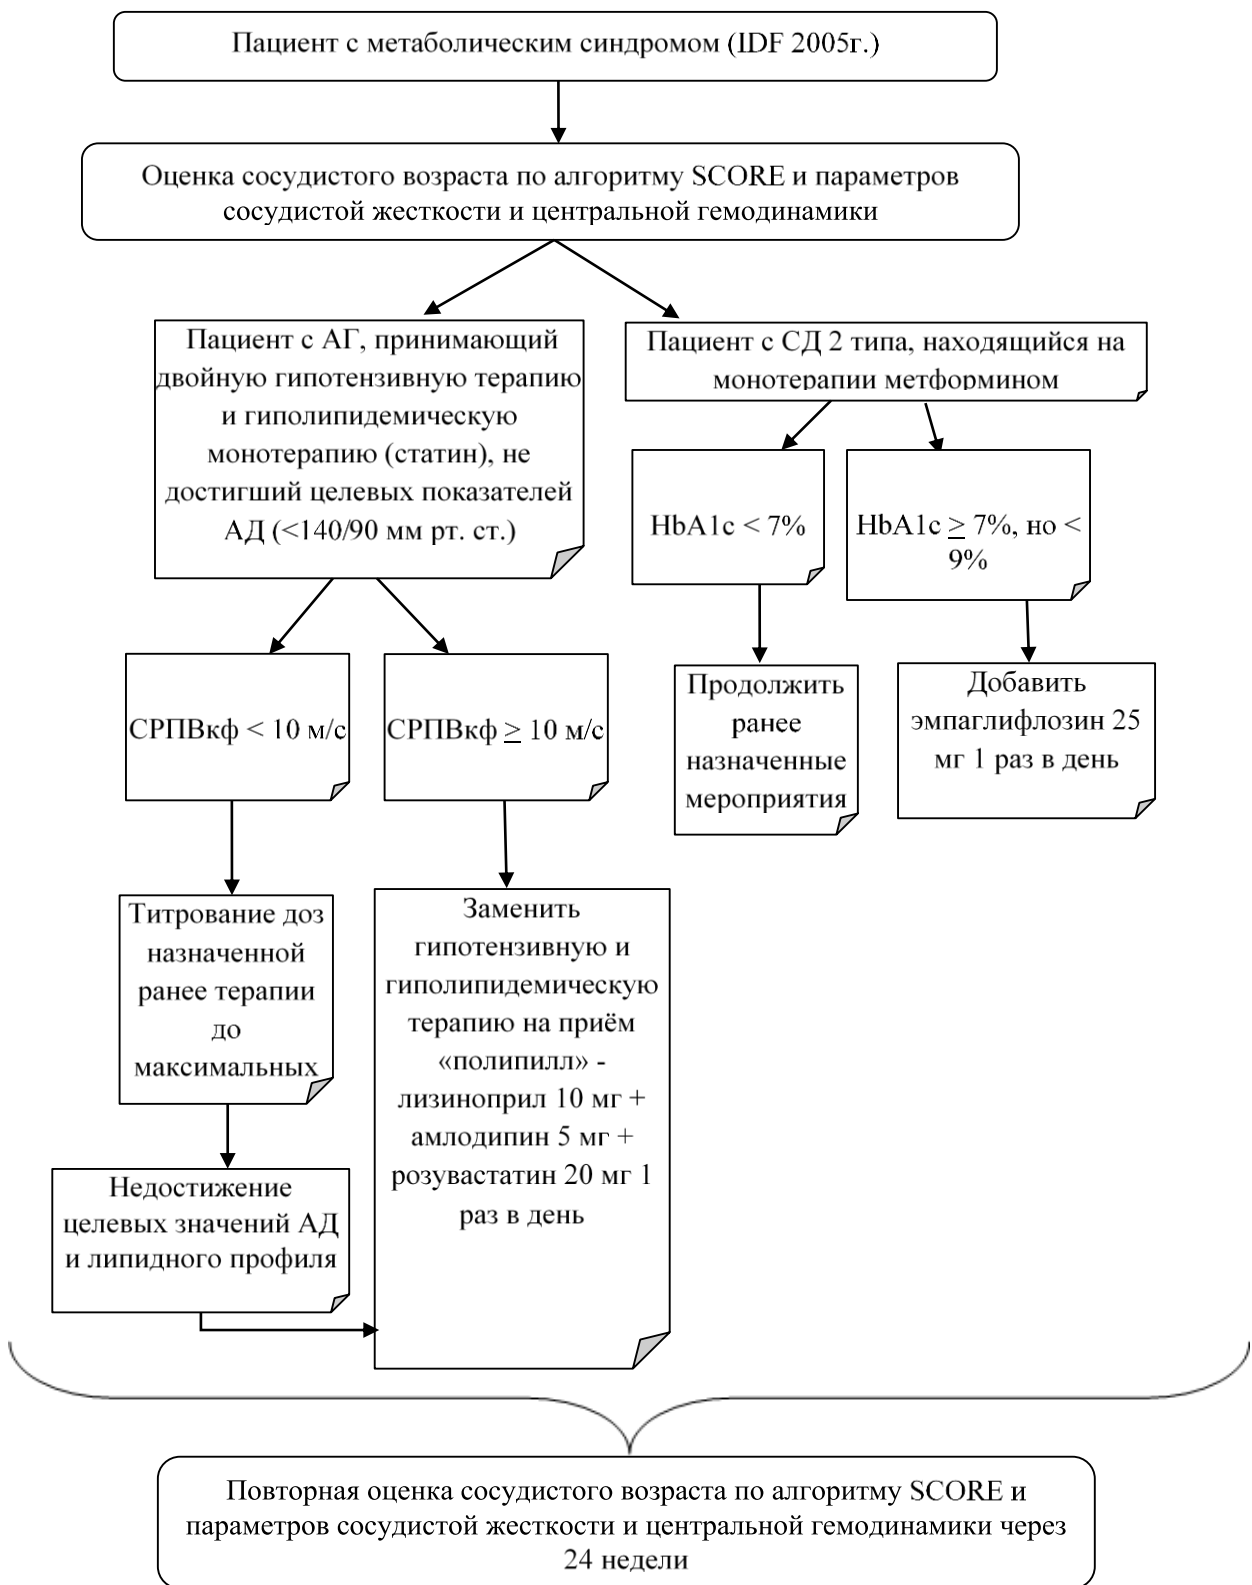 Пациент с метаболическим синдромом (IDF 2005г.)
Оценка сосудистого возраста по алгоритму SCORE и параметров
сосудистой жесткости и центральной гемодинамики
Пациент с АГ, принимающий
двойную гипотензивную терапию
и гиполипидемическую
монотерапию (статин), не
достигший целевых показателей
АД (<140/90 мм рт. ст.)
Пациент с СД 2 типа, находящийся на
монотерапии метформином
HbA1c < 7%
HbA1c ≥ 7%, но <
9%
СРПВкф < 10 м/с
СРПВкф ≥ 10 м/с
Продолжить
ранее
назначенные
мероприятия
Добавить
эмпаглифлозин 25
мг 1 раз в день
Титрование доз
назначенной
ранее терапии
до
максимальных
Заменить
гипотензивную и
гиполипидемическую
терапию на приём
«полипилл» -
лизиноприл 10 мг +
амлодипин 5 мг +
розувастатин 20 мг 1
раз в день
Недостижение
целевых значений АД
и липидного профиля
Повторная оценка сосудистого возраста по алгоритму SCORE и
параметров сосудистой жесткости и центральной гемодинамики через
24 недели